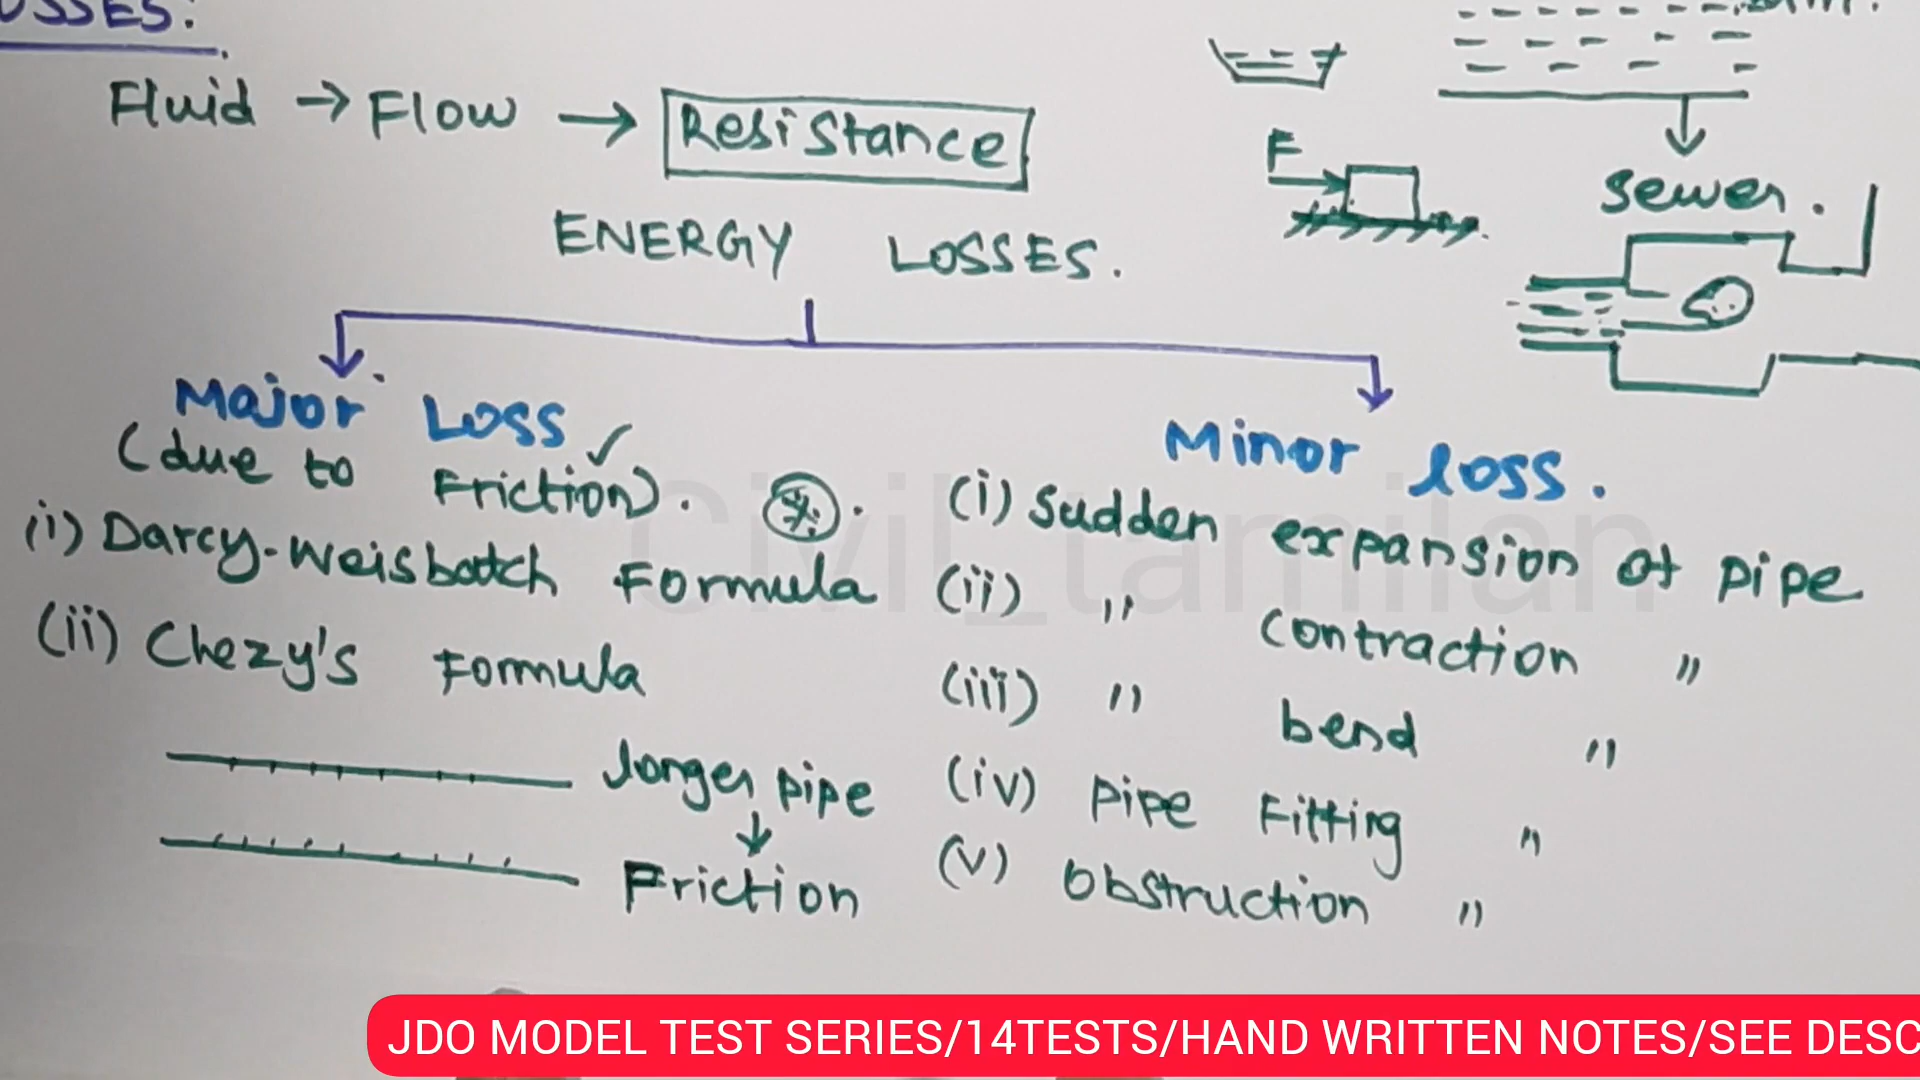 LOSSES:
Fluid → Flow → Resistance
F
sewer.
ENERGY LOSSES.
Major Loss
(due to Friction). ✓
Minor loss.
(i) Darcy-Weisbatch Formula
(ii) Chezy's Formula
longer pipe
↓
Friction
(i) Sudden expansion of pipe
(ii) " contraction "
(iii) " bend "
(iv) pipe Fitting "
(v) obstruction "
Civil_tamilan
JDO MODEL TEST SERIES/14TESTS/HAND WRITTEN NOTES/SEE DESC